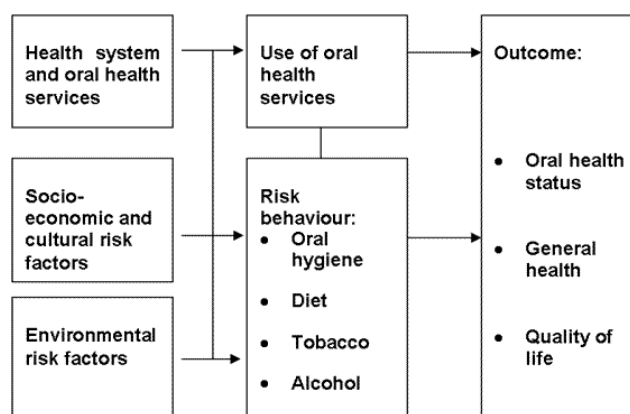 Health system
and oral health
services
Use of oral
health
services
Outcome:
• Oral health
status
• General
health
• Quality of
life
Socio-
economic and
cultural risk
factors
Risk
behaviour:
• Oral
hygiene
• Diet
• Tobacco
• Alcohol
Environmental
risk factors